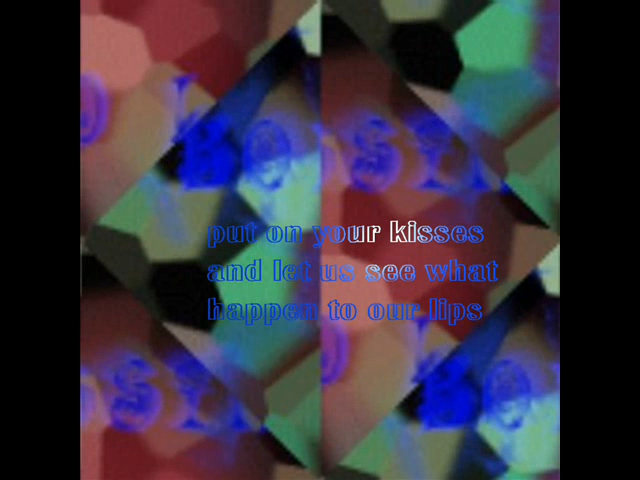 put on your kisses
and let us see what
happen to our lips